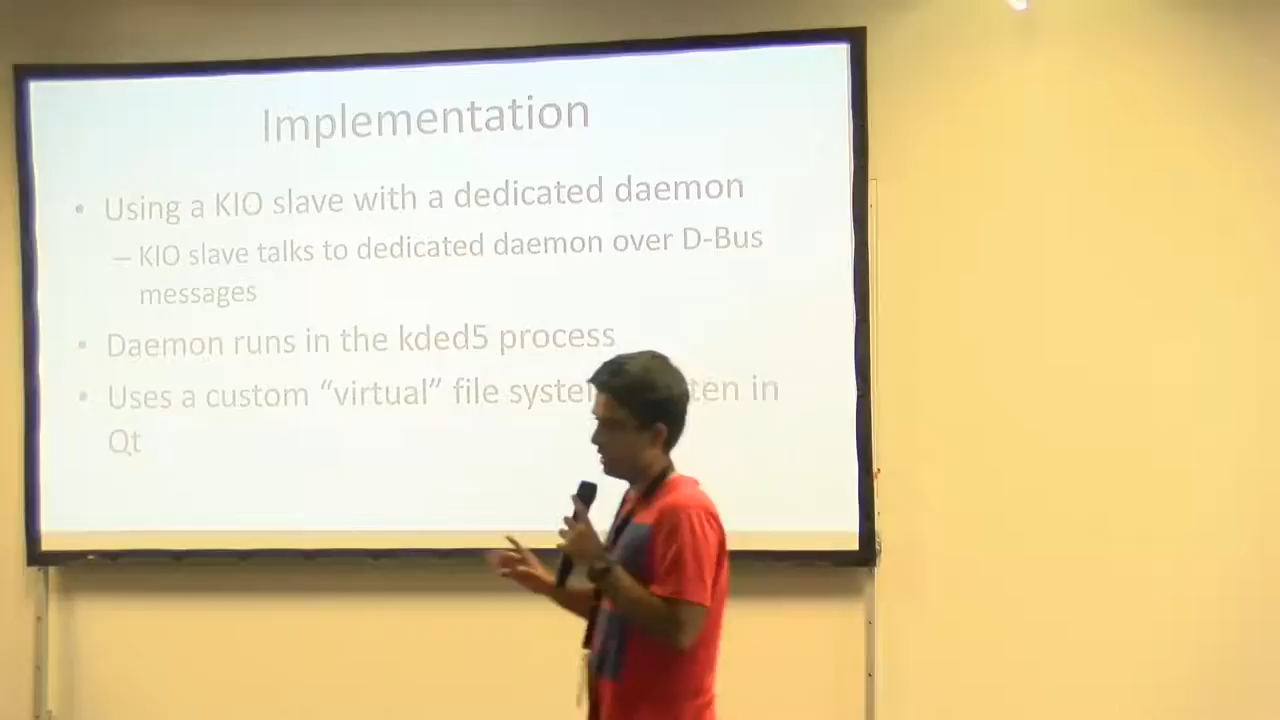 Implementation
• Using a KIO slave with a dedicated daemon
– KIO slave talks to dedicated daemon over D-Bus
messages
• Daemon runs in the kded5 process
• Uses a custom “virtual” file in
Qt